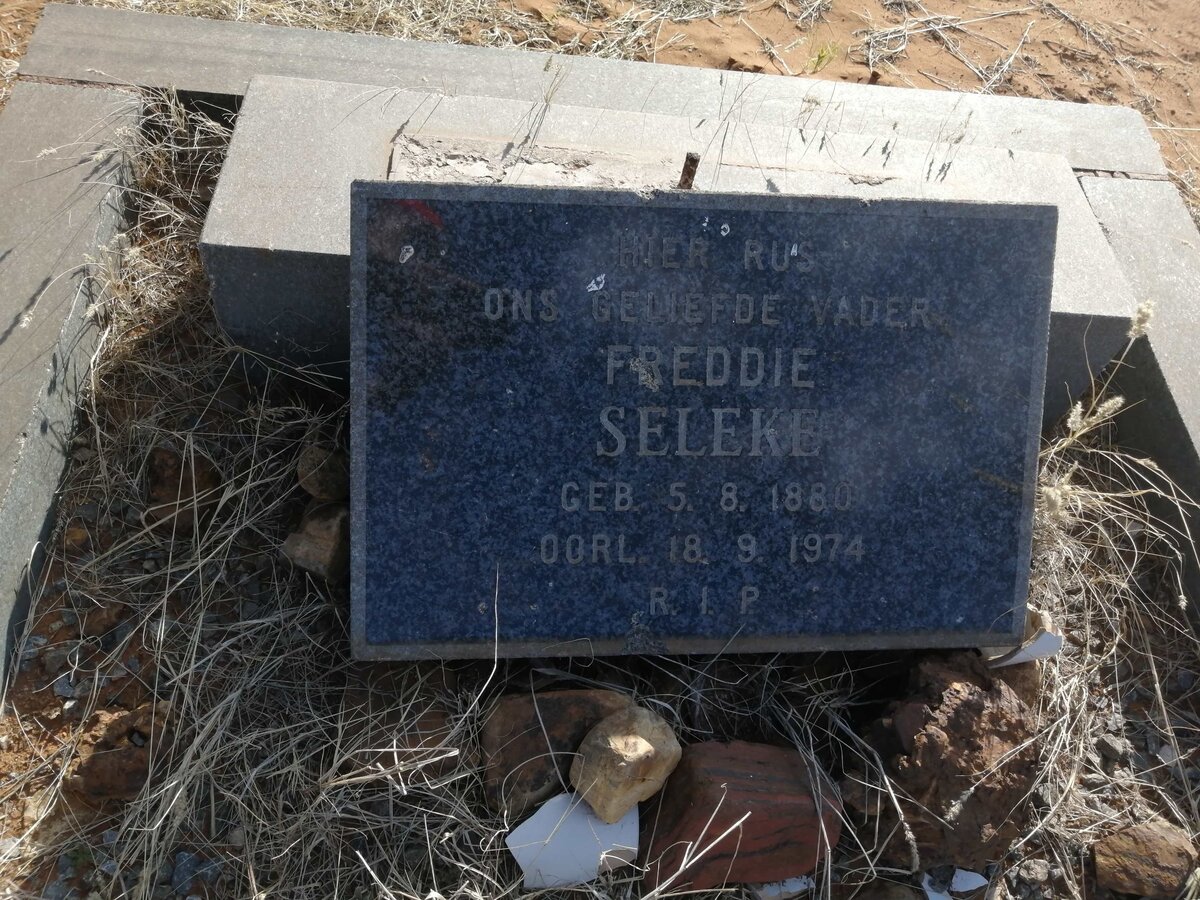 HIER RUS
ONS GELIEFDE VADER
FREDDIE
SELEKE
GEB. 5. 8. 1880
OORL. 18. 9. 1974
R. I. P